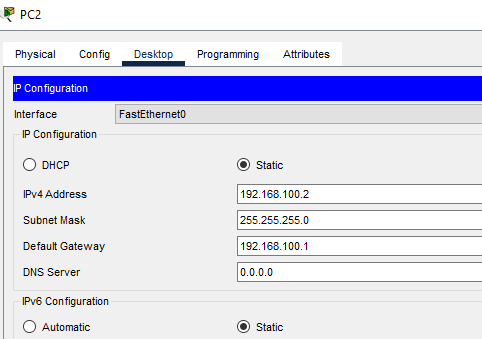 PC2
Physical Config Desktop Programming Attributes
IP Configuration
Interface FastEthernet0
IP Configuration
DHCP Static
IPv4 Address 192.168.100.2
Subnet Mask 255.255.255.0
Default Gateway 192.168.100.1
DNS Server 0.0.0.0
IPv6 Configuration
Automatic Static